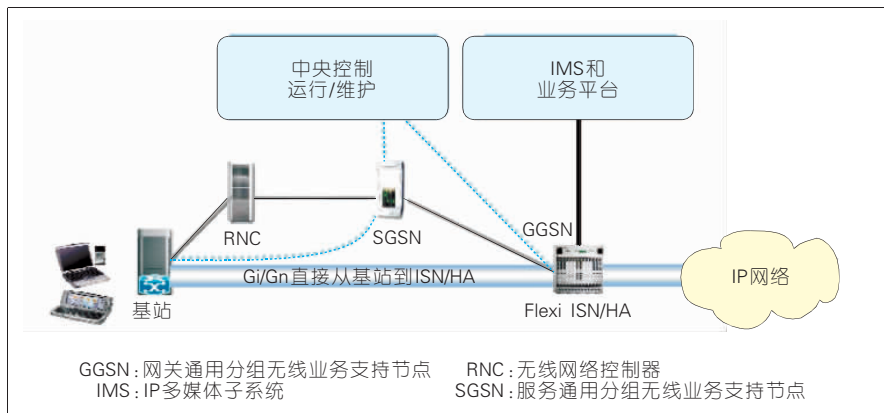 中央控制
运行/维护
IMS和
业务平台
RNC
SGSN
GGSN
Gi/Gn直接从基站到ISN/HA
IP网络
基站
Flexi ISN/HA
GGSN:网关通用分组无线业务支持节点 RNC:无线网络控制器
IMS:IP多媒体子系统 SGSN:服务通用分组无线业务支持节点